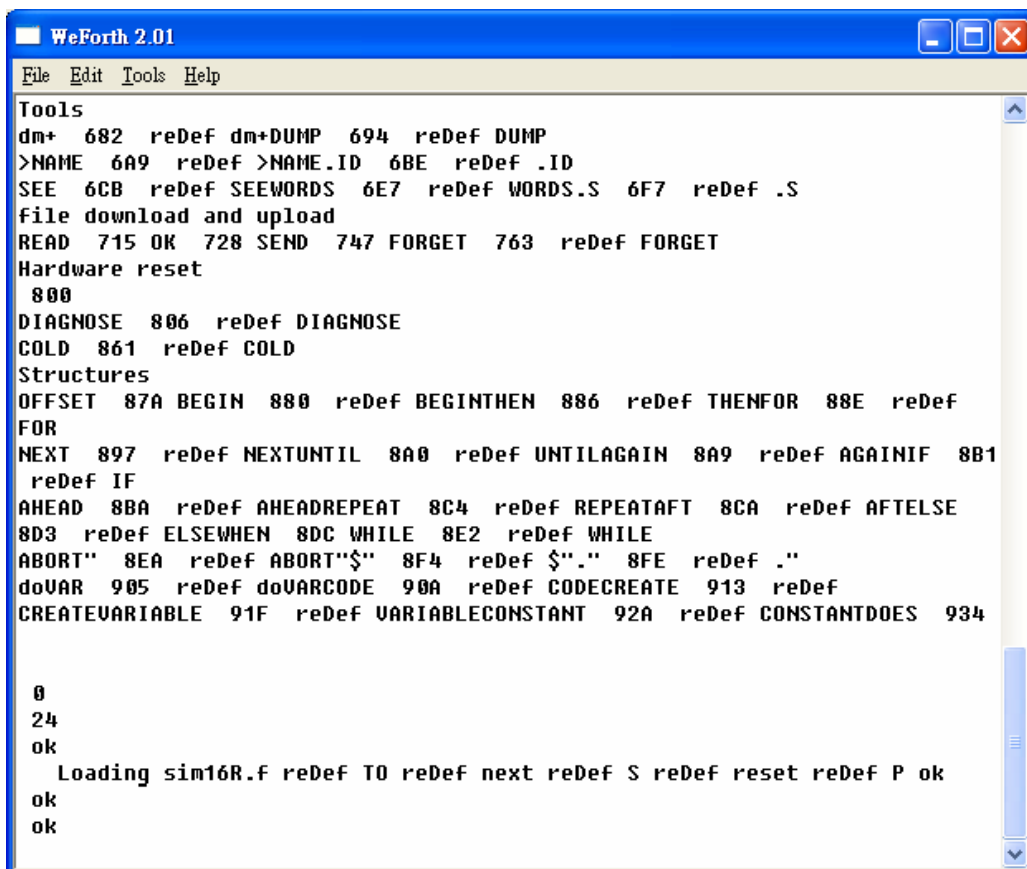 WeForth 2.01
File Edit Tools Help
Tools
dm+  682  reDef dm+DUMP  694  reDef DUMP
>NAME  6A9  reDef >NAME.ID  6BE  reDef .ID
SEE  6CB  reDef SEEWORDS  6E7  reDef WORDS.S  6F7  reDef .S
file download and upload
READ  715 OK  728 SEND  747 FORGET  763  reDef FORGET
Hardware reset
 800
DIAGNOSE  806  reDef DIAGNOSE
COLD  861  reDef COLD
Structures
OFFSET  87A BEGIN  880  reDef BEGINTHEN  886  reDef THENFOR  88E  reDef
FOR
NEXT  897  reDef NEXTUNTIL  8A0  reDef UNTILAGAIN  8A9  reDef AGAINIF  8B1
 reDef IF
AHEAD  8BA  reDef AHEADREPEAT  8C4  reDef REPEATAFT  8CA  reDef AFTELSE
8D3  reDef ELSEWHEN  8DC WHILE  8E2  reDef WHILE
ABORT"  8EA  reDef ABORT"$"  8F4  reDef $"."  8FE  reDef ."
doVAR  905  reDef doVARCODE  90A  reDef CODECREATE  913  reDef
CREATEVARIABLE  91F  reDef VARIABLECONSTANT  92A  reDef CONSTANTDOES  934
 0
 24
 ok
   Loading sim16R.f reDef TO reDef next reDef S reDef reset reDef P ok
 ok
 ok